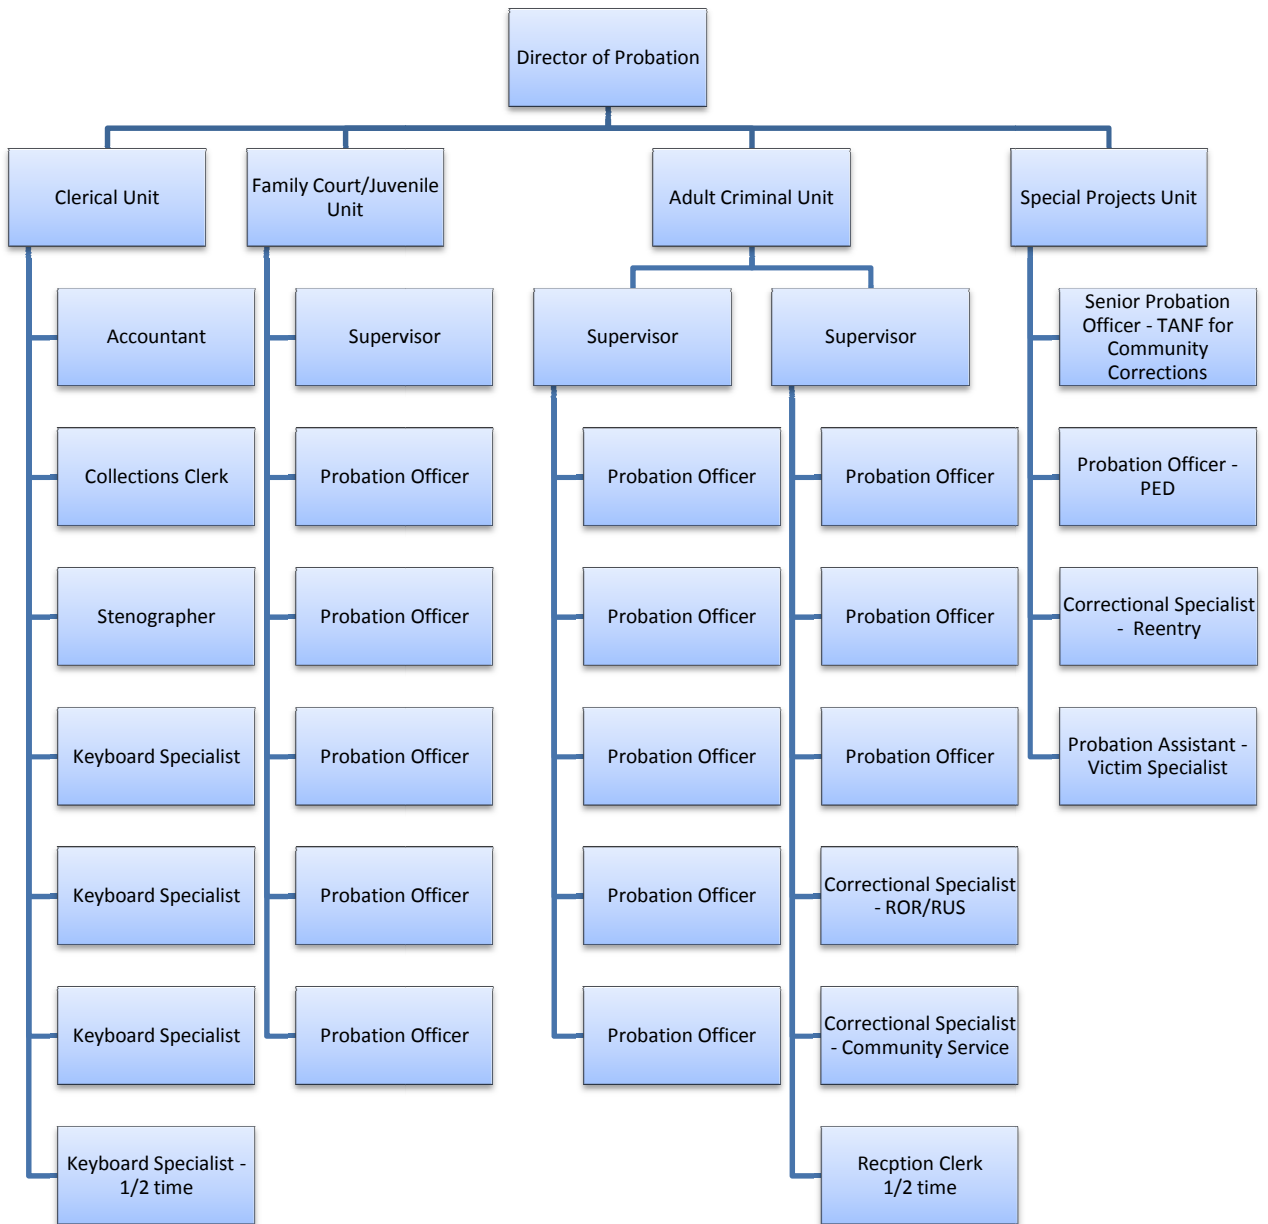 Director of Probation
Clerical Unit
Family Court/Juvenile
Unit
Adult Criminal Unit
Special Projects Unit
Accountant
Supervisor
Supervisor
Supervisor
Senior Probation
Officer - TANF for
Community
Corrections
Collections Clerk
Probation Officer
Probation Officer
Probation Officer
Probation Officer -
PED
Stenographer
Probation Officer
Probation Officer
Probation Officer
Correctional Specialist
- Reentry
Keyboard Specialist
Probation Officer
Probation Officer
Probation Officer
Probation Assistant -
Victim Specialist
Keyboard Specialist
Probation Officer
Probation Officer
Correctional Specialist
- ROR/RUS
Keyboard Specialist
Probation Officer
Probation Officer
Correctional Specialist
- Community Service
Keyboard Specialist -
1/2 time
Recption Clerk
1/2 time